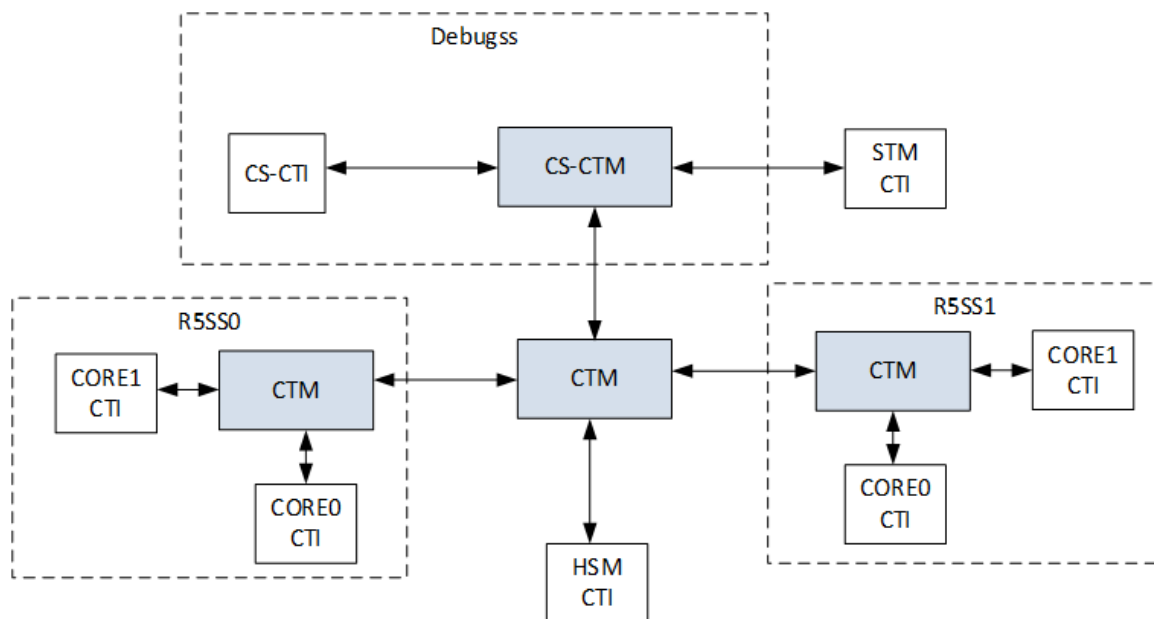 Debugss
CS-CTI
CS-CTM
STM
CTI
R5SS0
CORE1
CTI
CTM
CORE0
CTI
CTM
HSM
CTI
R5SS1
CTM
CORE1
CTI
CORE0
CTI